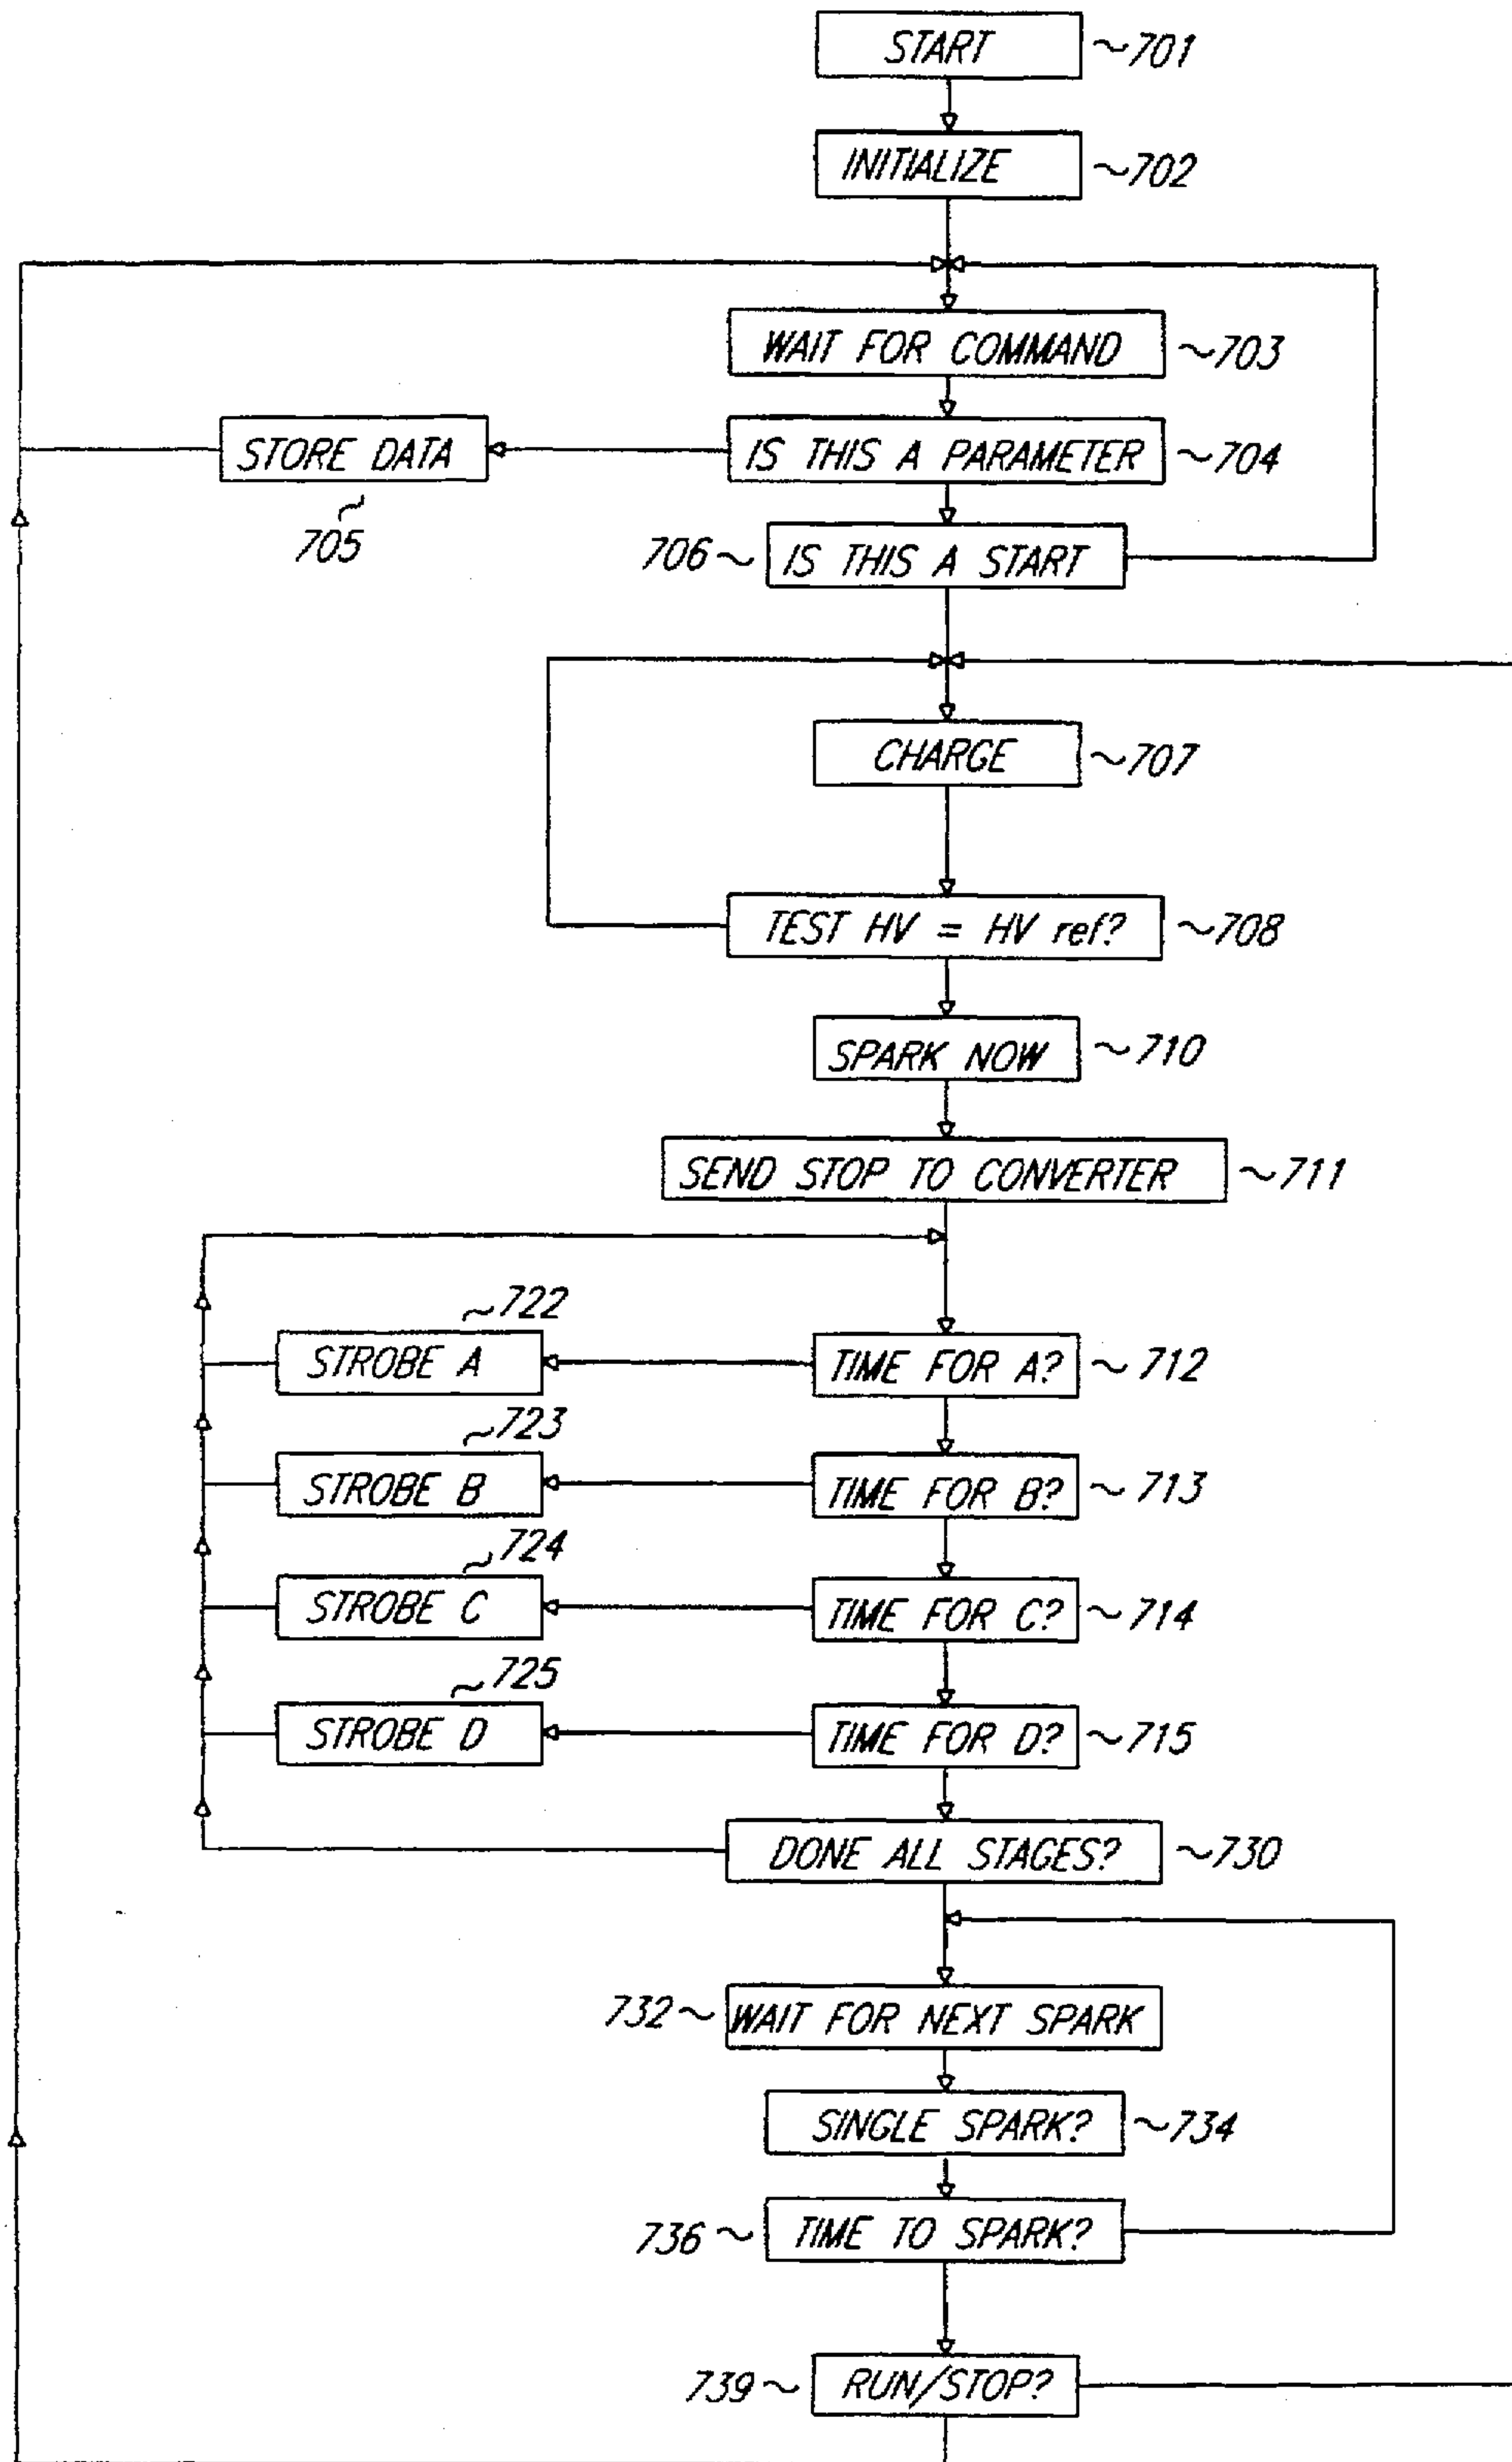 START ~701
INITIALIZE ~702
WAIT FOR COMMAND ~703
STORE DATA
705
IS THIS A PARAMETER ~704
706~ IS THIS A START
CHARGE ~707
TEST HV = HV ref? ~708
SPARK NOW ~710
SEND STOP TO CONVERTER ~711
~722
STROBE A
TIME FOR A? ~712
~723
STROBE B
TIME FOR B? ~713
~724
STROBE C
TIME FOR C? ~714
~725
STROBE D
TIME FOR D? ~715
DONE ALL STAGES? ~730
732~ WAIT FOR NEXT SPARK
SINGLE SPARK? ~734
736~ TIME TO SPARK?
739~ RUN/STOP?